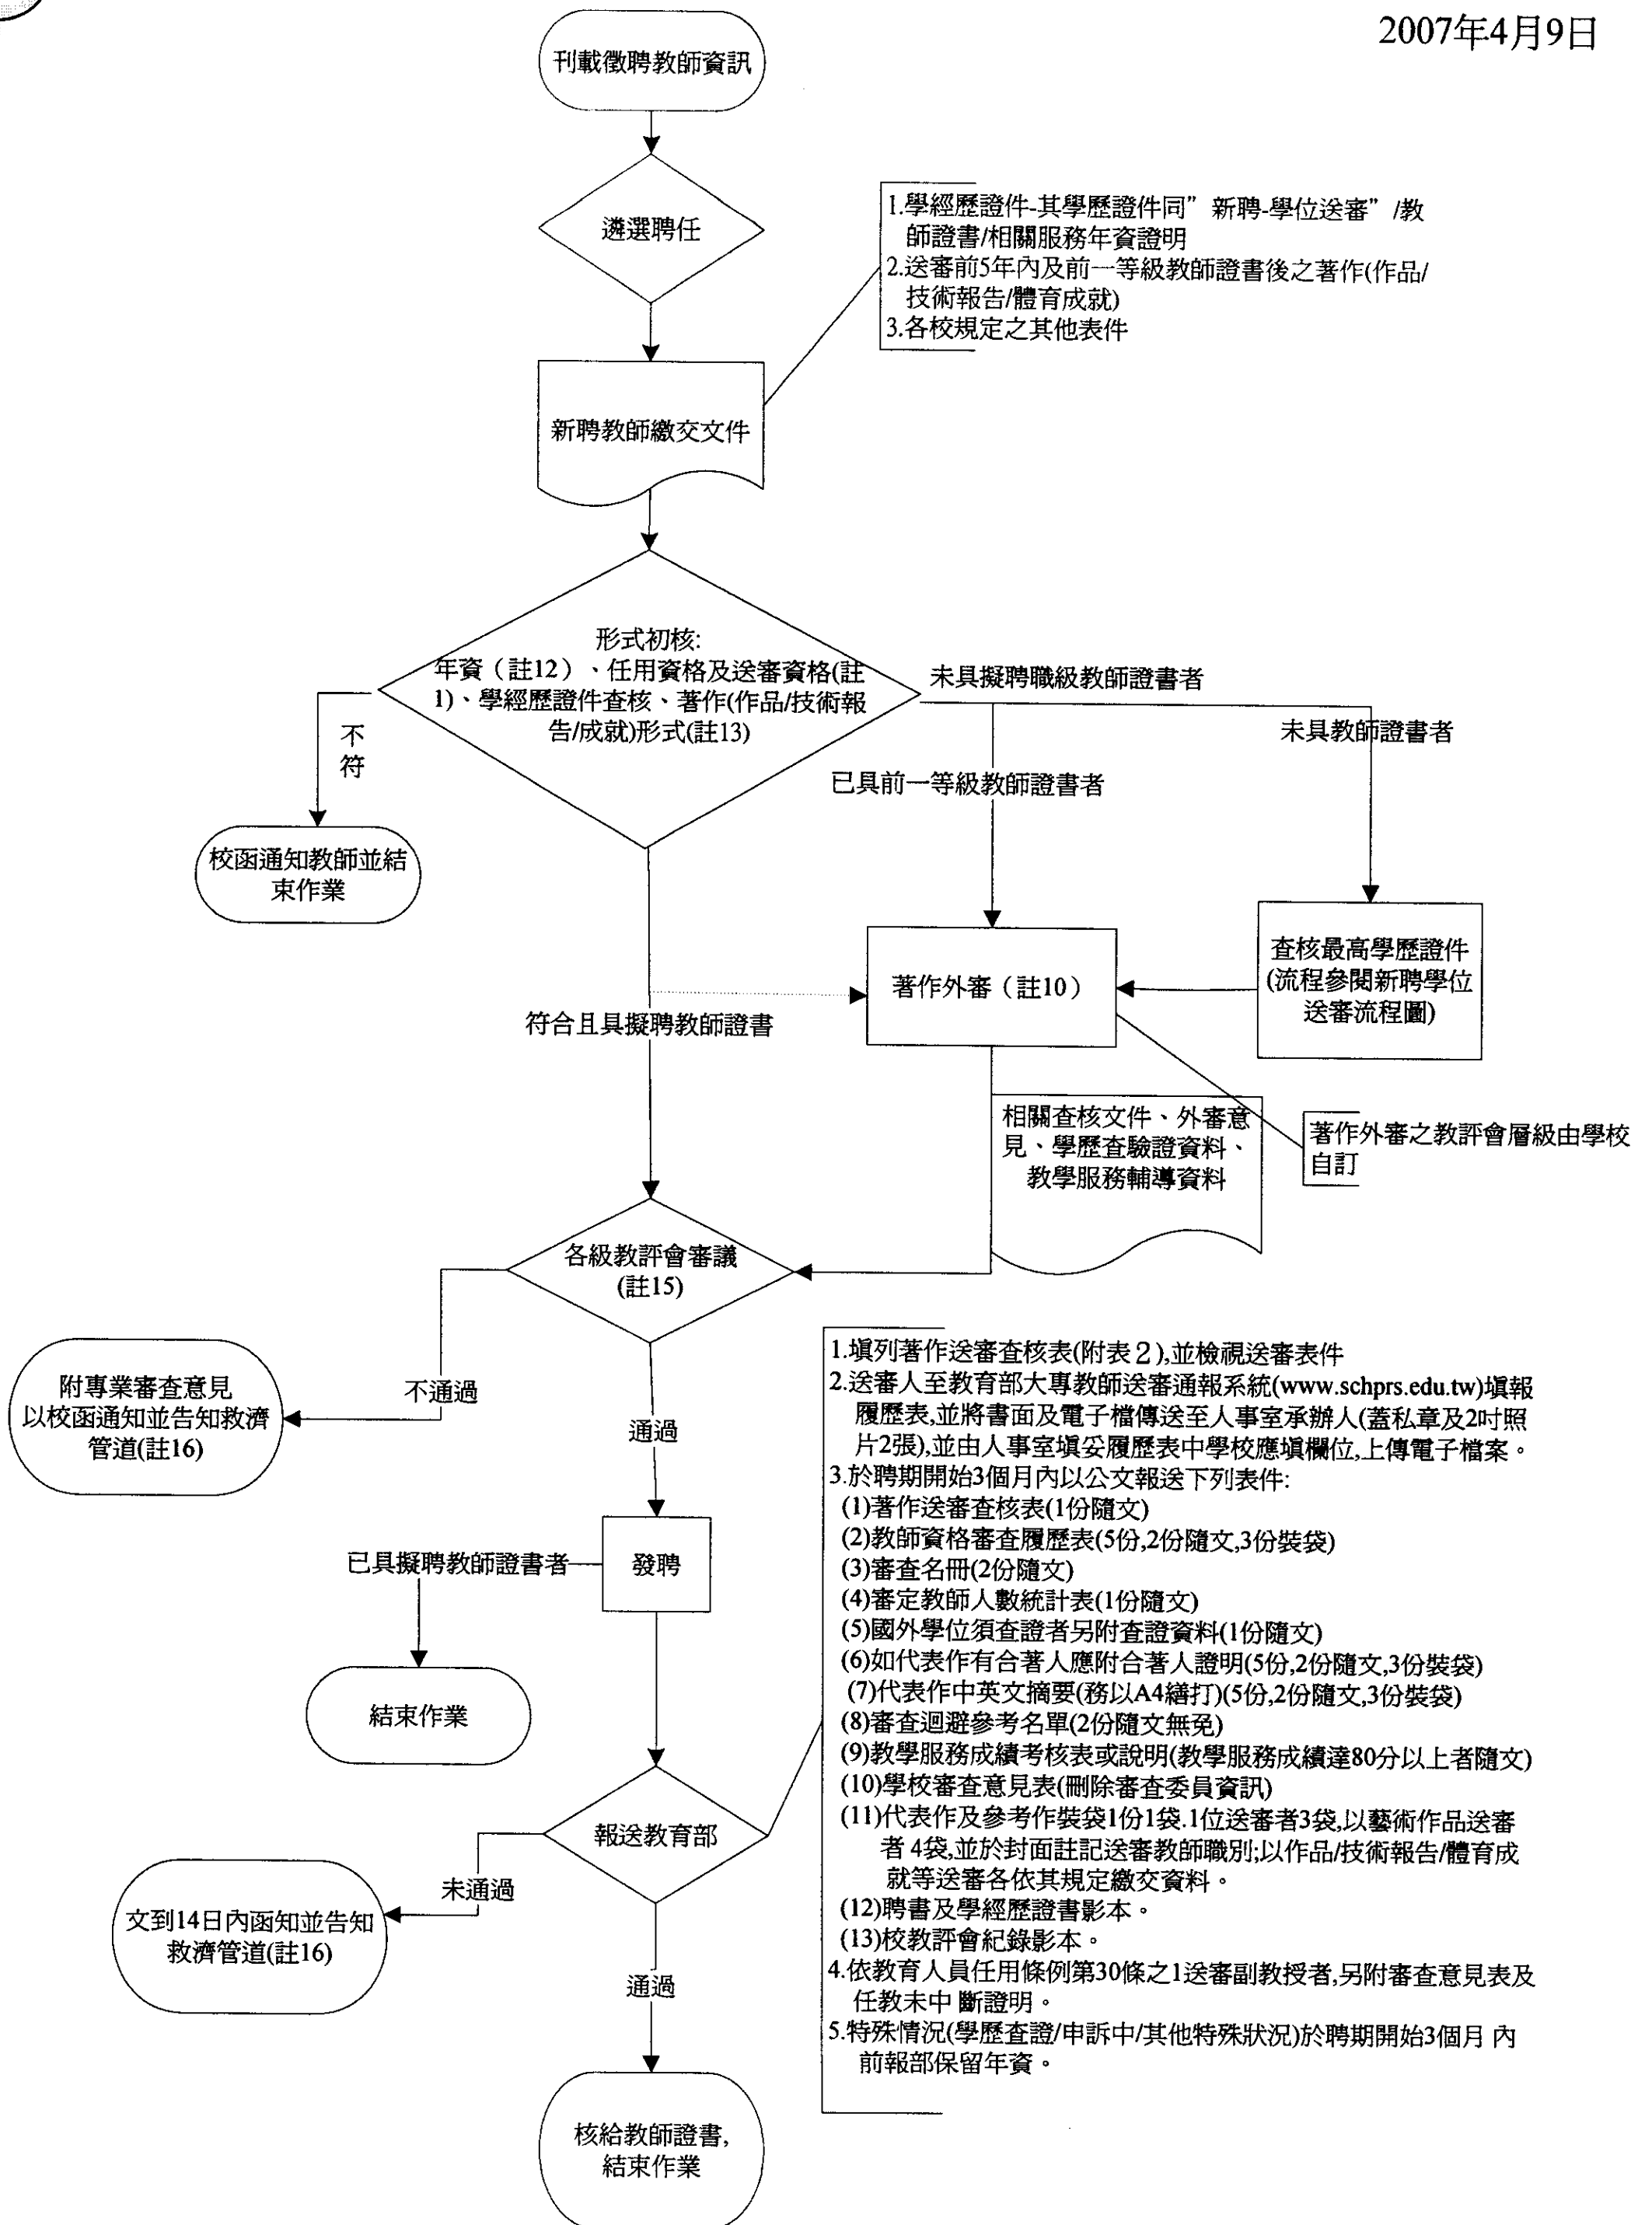 2007年4月9日
刊載徵聘教師資訊
遴選聘任
1.學經歷證件-其學歷證件同”新聘-學位送審”/教
師證書/相關服務年資證明
2.送審前5年內及前一等級教師證書後之著作(作品/
技術報告/體育成就)
3.各校規定之其他表件
新聘教師繳交文件
形式初核:
年資（註12）、任用資格及送審資格(註
1)、學經歷證件查核、著作(作品/技術報
告/成就)形式(註13)
未具擬聘職級教師證書者
未具教師證書者
已具前一等級教師證書者
不
符
校函通知教師並結
束作業
著作外審（註10）
查核最高學歷證件
(流程參閱新聘學位
送審流程圖)
符合且具擬聘教師證書
相關查核文件、外審意
見、學歷查驗證資料、
教學服務輔導資料
著作外審之教評會層級由學校
自訂
各級教評會審議
(註15)
不通過
附專業審查意見
以校函通知並告知救濟
管道(註16)
通過
發聘
已具擬聘教師證書者
結束作業
報送教育部
未通過
文到14日內函知並告知
救濟管道(註16)
通過
核給教師證書,
結束作業
1.填列著作送審查核表(附表２),並檢視送審表件
2.送審人至教育部大專教師送審通報系統(www.schprs.edu.tw)填報
履歷表,並將書面及電子檔傳送至人事室承辦人(蓋私章及2吋照
片2張),並由人事室填妥履歷表中學校應填欄位,上傳電子檔案。
3.於聘期開始3個月內以公文報送下列表件:
(1)著作送審查核表(1份隨文)
(2)教師資格審查履歷表(5份,2份隨文,3份裝袋)
(3)審查名冊(2份隨文)
(4)審定教師人數統計表(1份隨文)
(5)國外學位須查證者另附查證資料(1份隨文)
(6)如代表作有合著人應附合著人證明(5份,2份隨文,3份裝袋)
(7)代表作中英文摘要(務以A4繕打)(5份,2份隨文,3份裝袋)
(8)審查迴避參考名單(2份隨文無免)
(9)教學服務成績考核表或說明(教學服務成績達80分以上者隨文)
(10)學校審查意見表(刪除審查委員資訊)
(11)代表作及參考作裝袋1份1袋.1位送審者3袋,以藝術作品送審
者 4袋,並於封面註記送審教師職別;以作品/技術報告/體育成
就等送審各依其規定繳交資料。
(12)聘書及學經歷證書影本。
(13)校教評會紀錄影本。
4.依教育人員任用條例第30條之1送審副教授者,另附審查意見表及
任教未中 斷證明。
5.特殊情況(學歷查證/申訴中/其他特殊狀況)於聘期開始3個月 內
前報部保留年資。